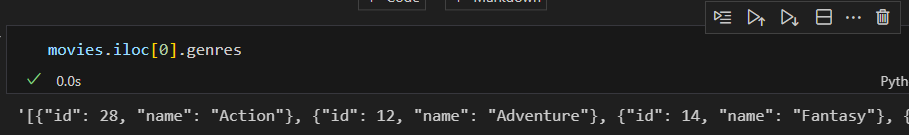 Code
Markdown
movies.iloc[0].genres
0.0s
Pyth
'[{"id": 28, "name": "Action"}, {"id": 12, "name": "Adventure"}, {"id": 14, "name": "Fantasy"}, {